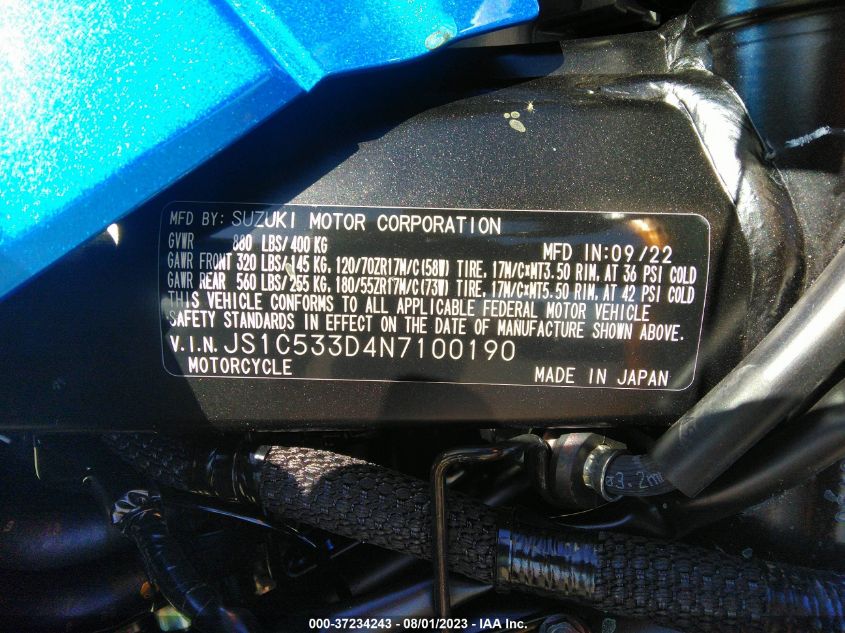 MFD BY: SUZUKI MOTOR CORPORATION
GVWR 880 LBS/400 KG MFD IN:09/22
GAWR FRONT 320 LBS/145 KG, 120/70ZR17M/C(58W) TIRE, 17M/C×MT3.50 RIM, AT 36 PSI COLD
GAWR REAR 560 LBS/255 KG, 180/55ZR17M/C(73W) TIRE, 17M/C×MT5.50 RIM, AT 42 PSI COLD
THIS VEHICLE CONFORMS TO ALL APPLICABLE FEDERAL MOTOR VEHICLE
SAFETY STANDARDS IN EFFECT ON THE DATE OF MANUFACTURE SHOWN ABOVE.
V.I.N. JS1C533D4N7100190
MOTORCYCLE MADE IN JAPAN
ø3.2m
000-37234243 - 08/01/2023 - © IAA Inc.